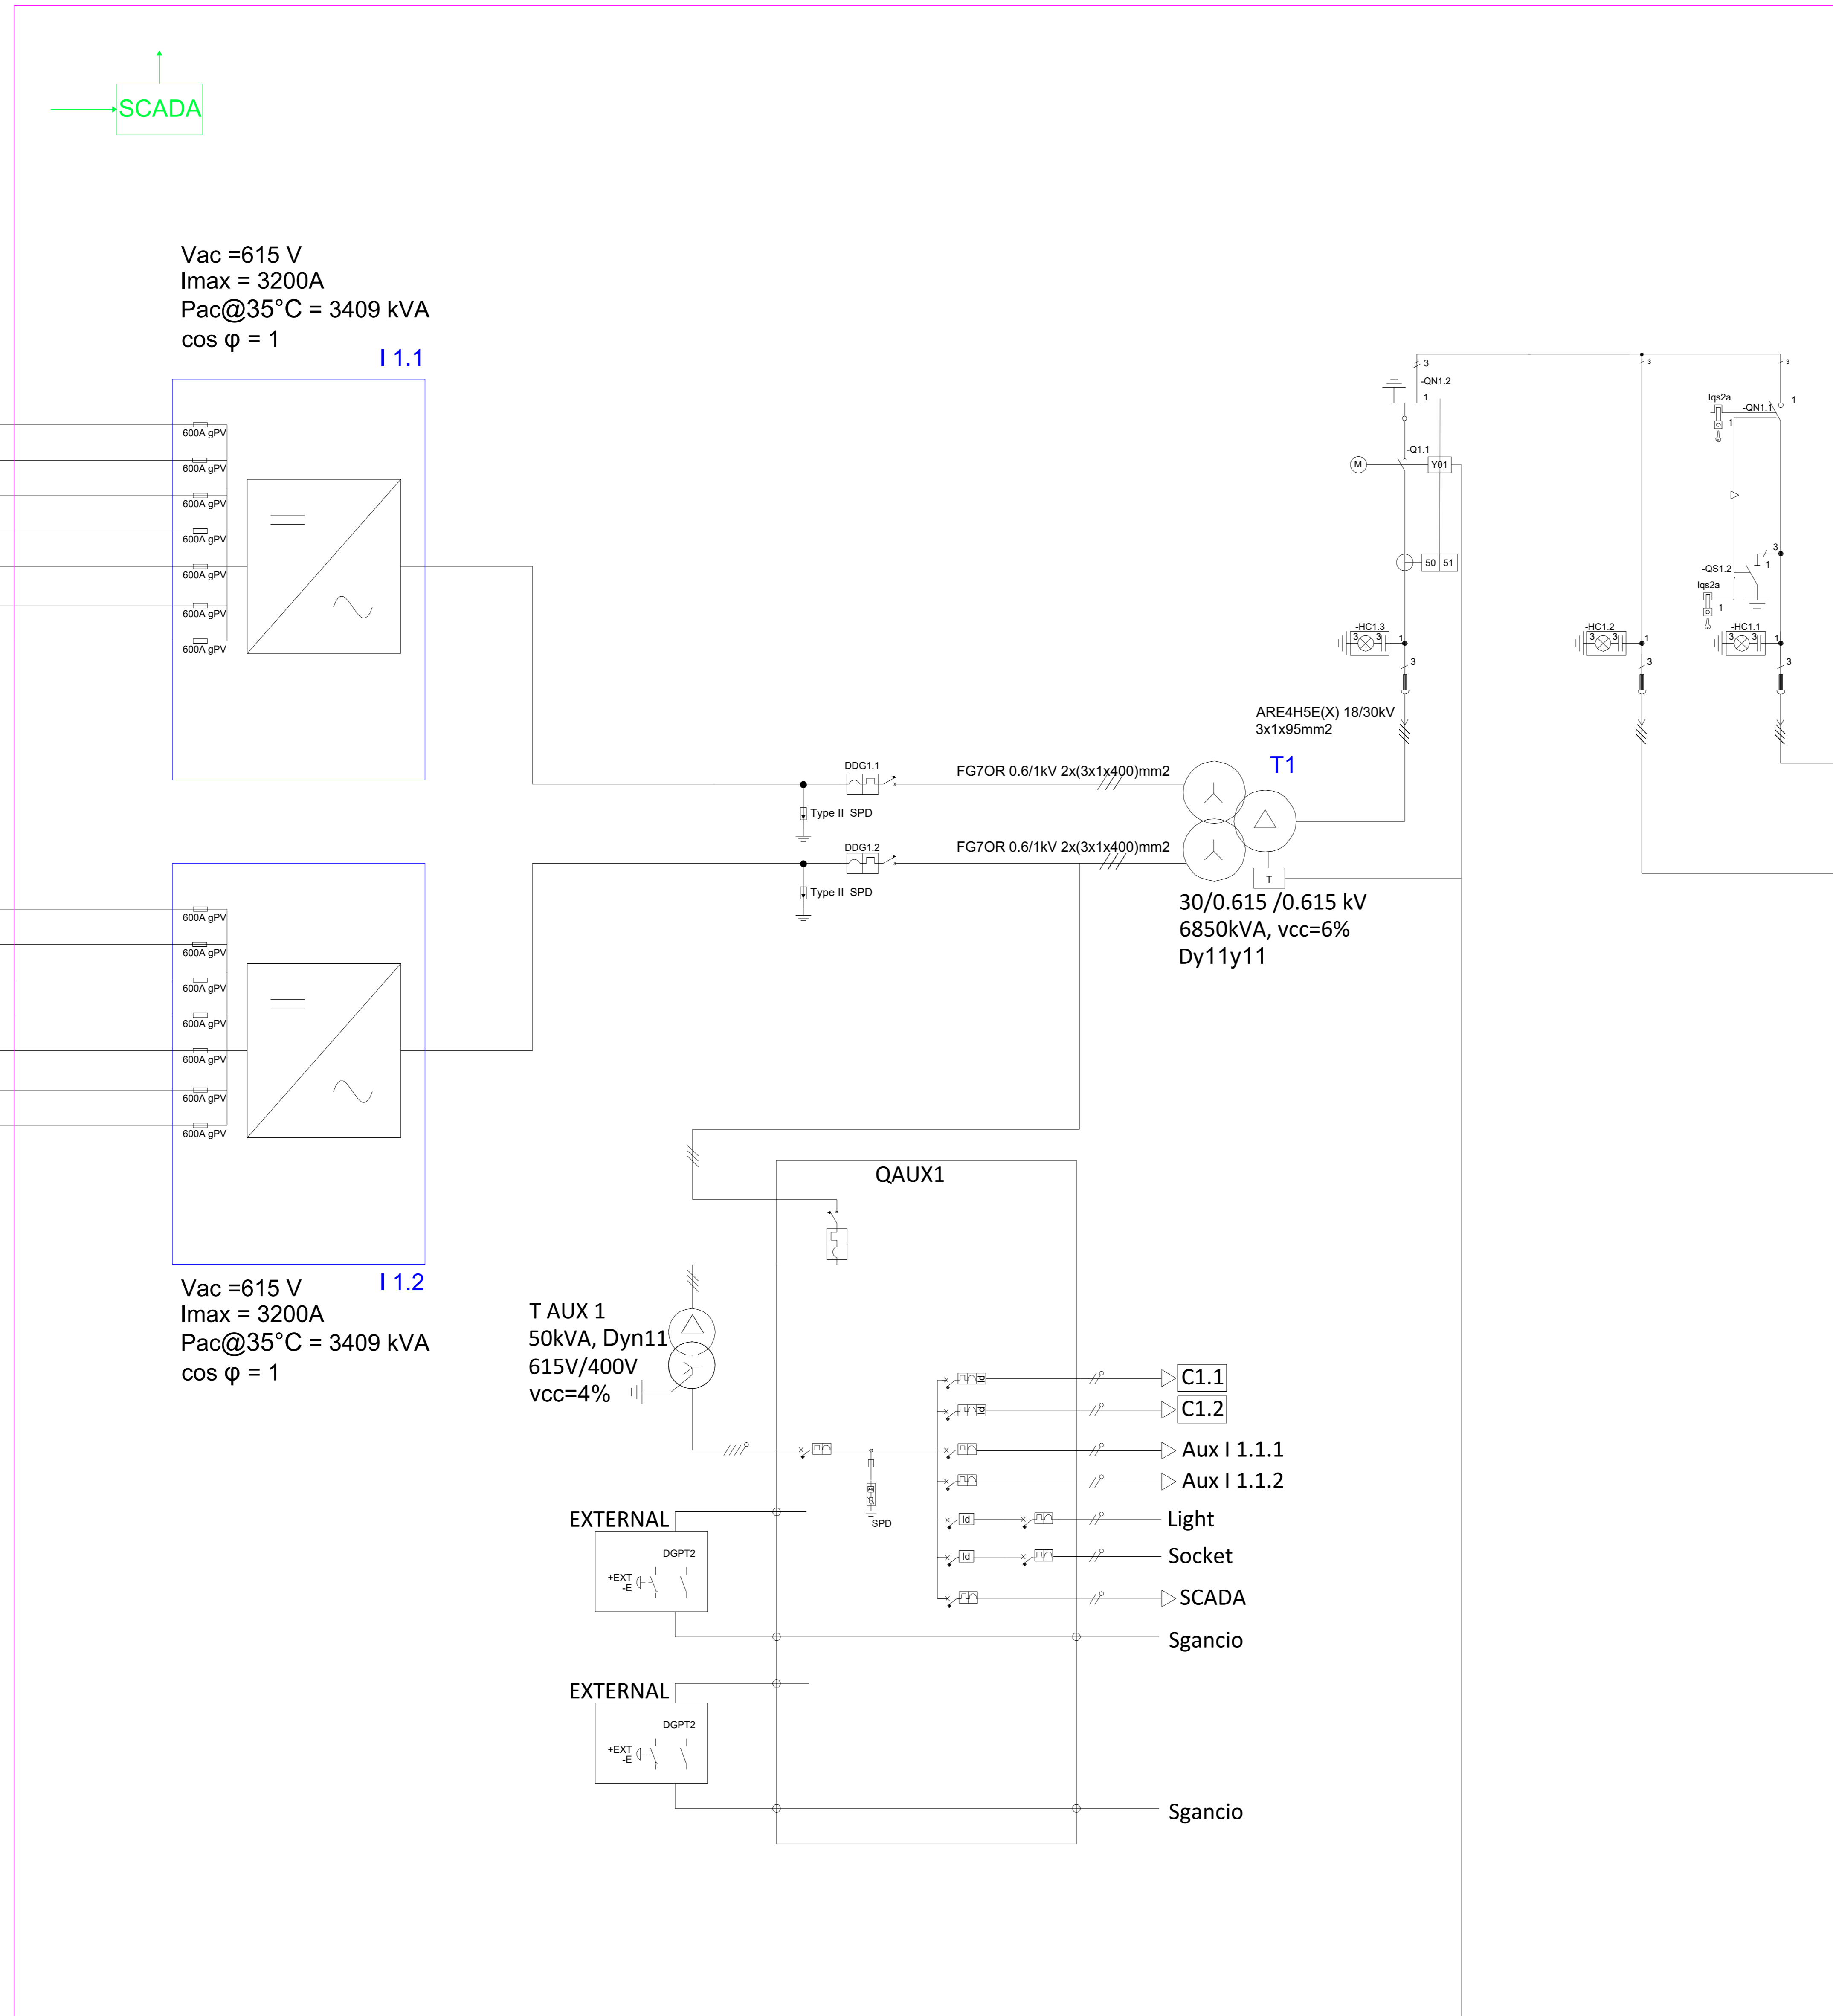 SCADA
Vac =615 V
Imax = 3200A
Pac@35°C = 3409 kVA
cos φ = 1
I 1.1
600A gPV
600A gPV
600A gPV
600A gPV
600A gPV
600A gPV
600A gPV
3
-QN1.2
1
-Q1.1
M
Y01
50 51
-HC1.3
3 3 1
3
3
-HC1.2
3 3 1
3
3
Iqs2a
-QN1.1
1
1
3
1
-QS1.2
Iqs2a
1
-HC1.1
3 3 1
3
ARE4H5E(X) 18/30kV
3x1x95mm2
T1
DDG1.1
FG7OR 0.6/1kV 2x(3x1x400)mm2
Type II SPD
DDG1.2
FG7OR 0.6/1kV 2x(3x1x400)mm2
Type II SPD
T
30/0.615 /0.615 kV
6850kVA, vcc=6%
Dy11y11
600A gPV
600A gPV
600A gPV
600A gPV
600A gPV
600A gPV
600A gPV
I 1.2
Vac =615 V
Imax = 3200A
Pac@35°C = 3409 kVA
cos φ = 1
QAUX1
T AUX 1
50kVA, Dyn11
615V/400V
vcc=4%
Id
C1.1
Id
C1.2
Aux I 1.1.1
Aux I 1.1.2
SPD
Id
Light
Id
Socket
SCADA
EXTERNAL
DGPT2
+EXT
-E
Sgancio
EXTERNAL
DGPT2
+EXT
-E
Sgancio